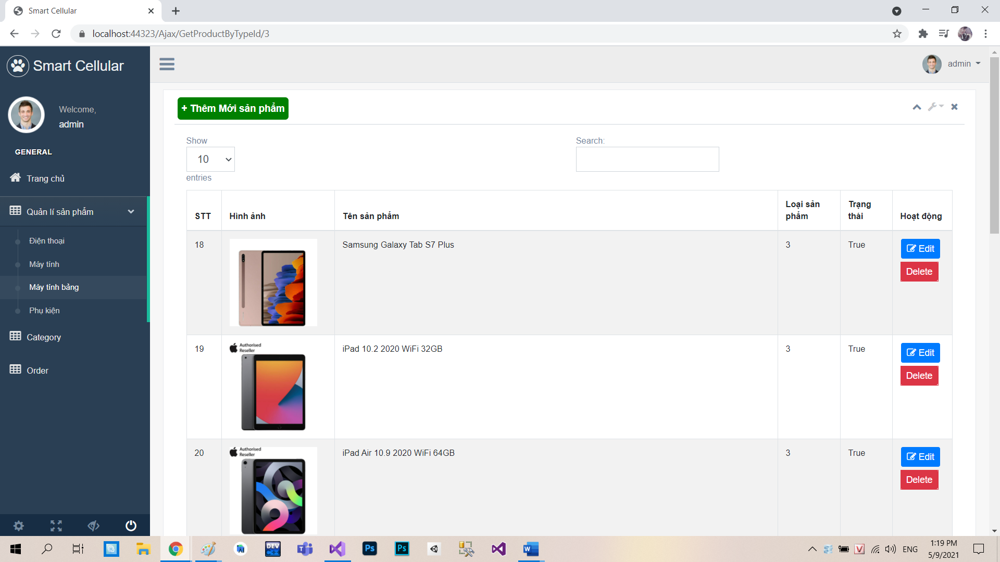 Smart Cellular
localhost:44323/Ajax/GetProductByTypeId/3
Smart Cellular
admin
Welcome,
admin
GENERAL
Trang chủ
Quản lí sản phẩm
Điện thoại
Máy tính
Máy tính bảng
Phụ kiện
Category
Order
+ Thêm Mới sản phẩm
Show
10
entries
Search:
STT Hình ảnh Tên sản phẩm Loại sản phẩm Trạng thái Hoạt động
18 Samsung Galaxy Tab S7 Plus 3 True Edit
Delete
Authorised
Reseller
19 iPad 10.2 2020 WiFi 32GB 3 True Edit
Delete
Authorised
Reseller
20 iPad Air 10.9 2020 WiFi 64GB 3 True Edit
Delete
DEV
C++
Ps
Ps
W
V
ENG
1:19 PM
5/9/2021